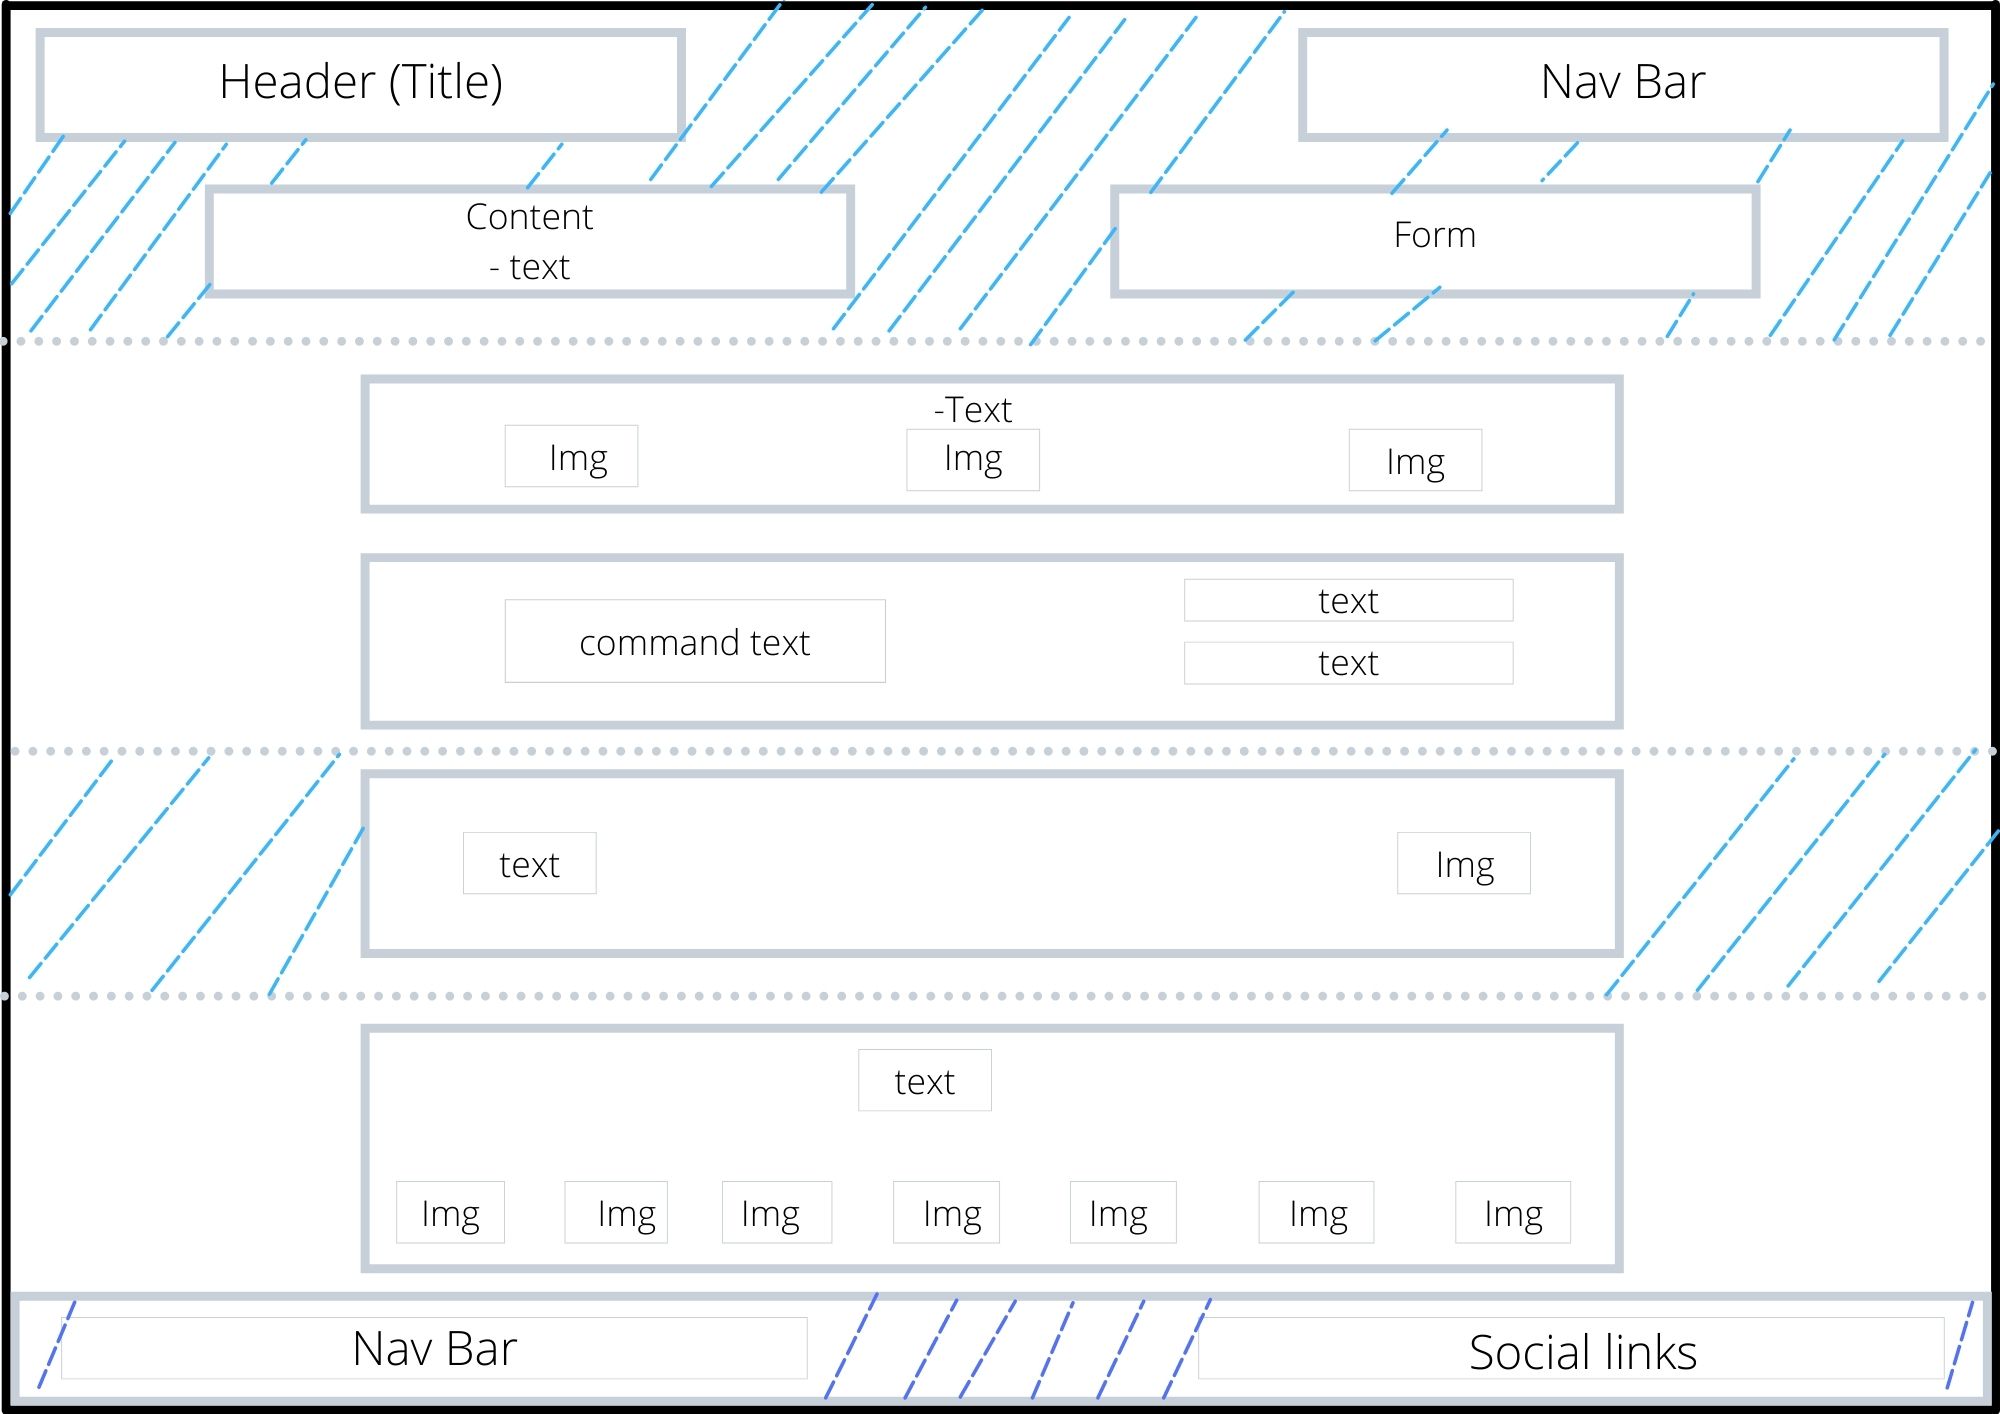 Header (Title)
Nav Bar
Content
- text
Form
-Text
Img
Img
Img
command text
text
text
text
Img
text
Img
Img
Img
Img
Img
Img
Img
Nav Bar
Social links